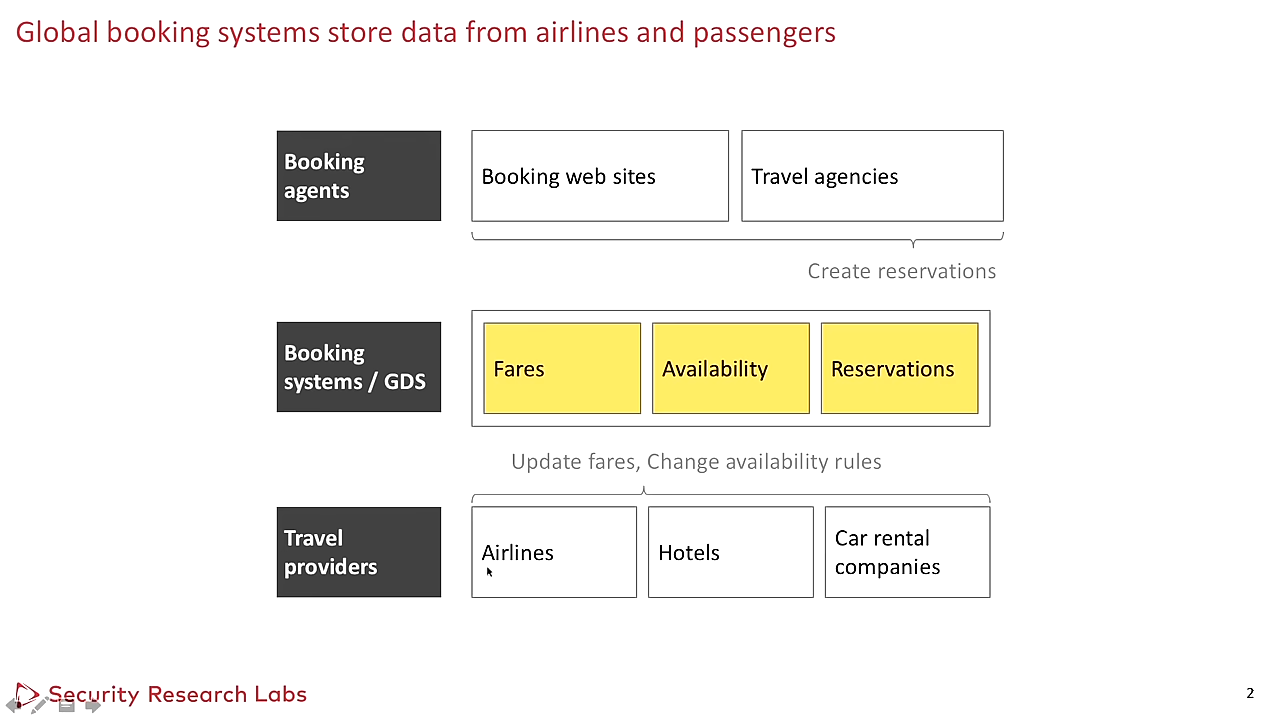 Global booking systems store data from airlines and passengers
Booking
agents
Booking web sites
Travel agencies
Create reservations
Booking
systems / GDS
Fares
Availability
Reservations
Update fares, Change availability rules
Travel
providers
Airlines
Hotels
Car rental
companies
Security Research Labs
2